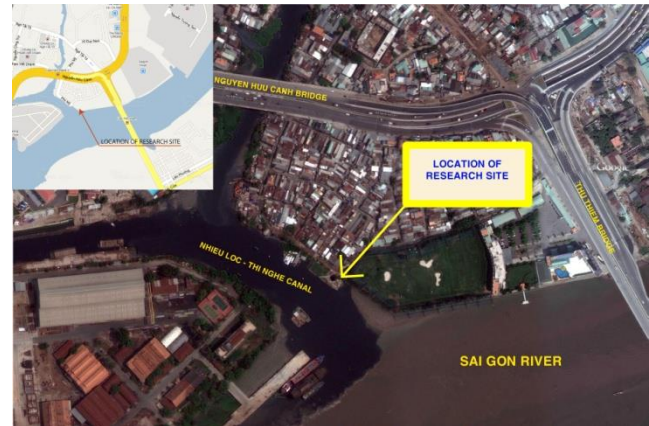 LOCATION OF RESEARCH SITE
NGUYEN HUU CANH BRIDGE
LOCATION OF
RESEARCH SITE
THU THIEM BRIDGE
NHIEU LOC - THI NGHE CANAL
SAI GON RIVER